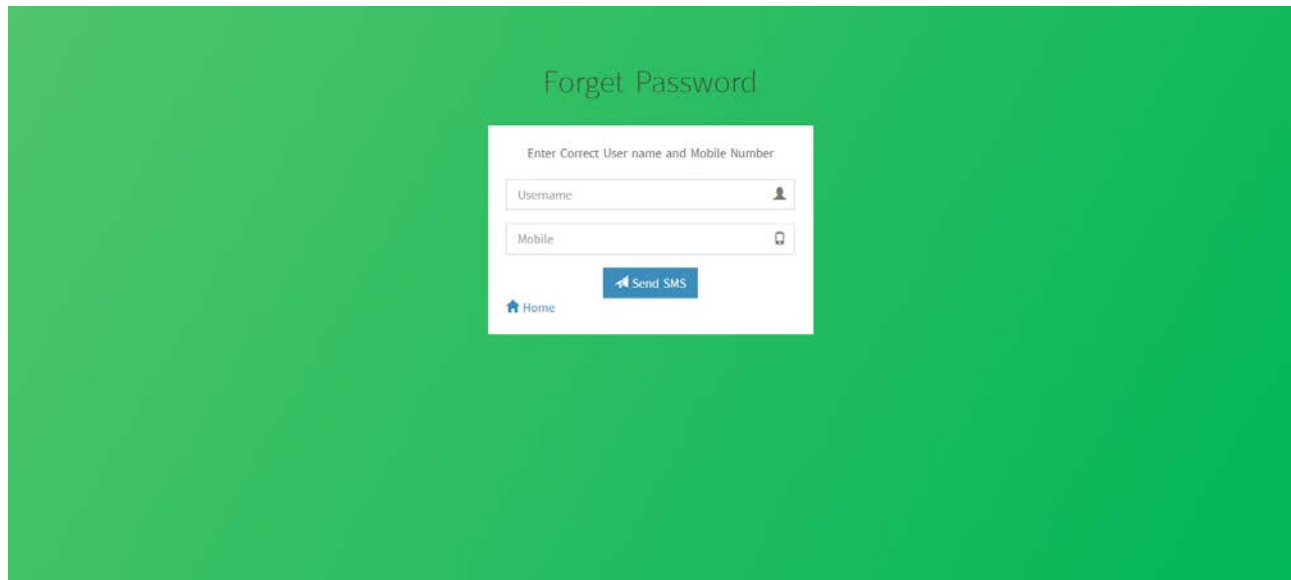 Forget Password
Enter Correct User name and Mobile Number
Username
Mobile
Send SMS
Home